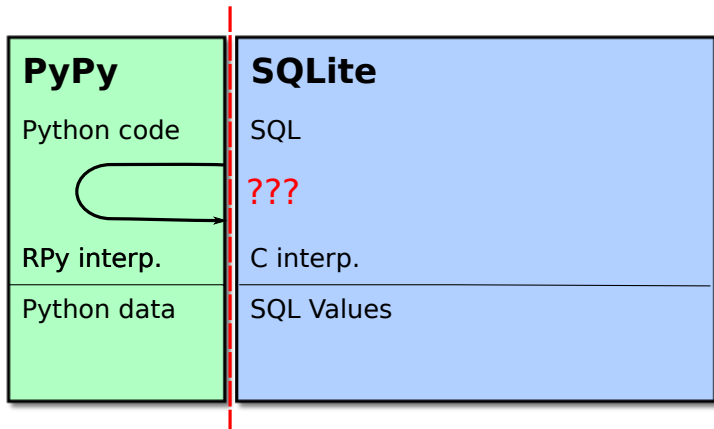 PyPy
Python code
RPy interp.
Python data
SQLite
SQL
???
C interp.
SQL Values